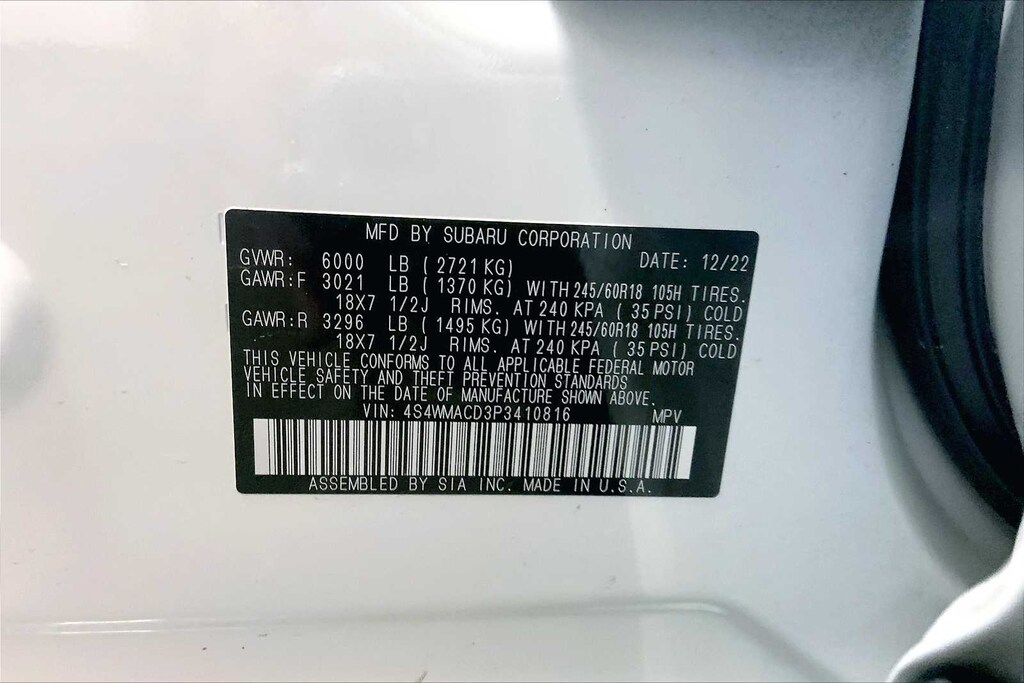 MFD BY SUBARU CORPORATION
GVWR: 6000 LB ( 2721 KG) DATE: 12/22
GAWR:F 3021 LB ( 1370 KG) WITH 245/60R18 105H TIRES.
18X7 1/2J RIMS. AT 240 KPA ( 35 PSI) COLD
GAWR:R 3296 LB ( 1495 KG) WITH 245/60R18 105H TIRES.
18X7 1/2J RIMS. AT 240 KPA ( 35 PSI) COLD
THIS VEHICLE CONFORMS TO ALL APPLICABLE FEDERAL MOTOR
VEHICLE SAFETY AND THEFT PREVENTION STANDARDS
IN EFFECT ON THE DATE OF MANUFACTURE SHOWN ABOVE.
VIN: 4S4WMACD3P3410816 MPV
ASSEMBLED BY SIA INC. MADE IN U.S.A.